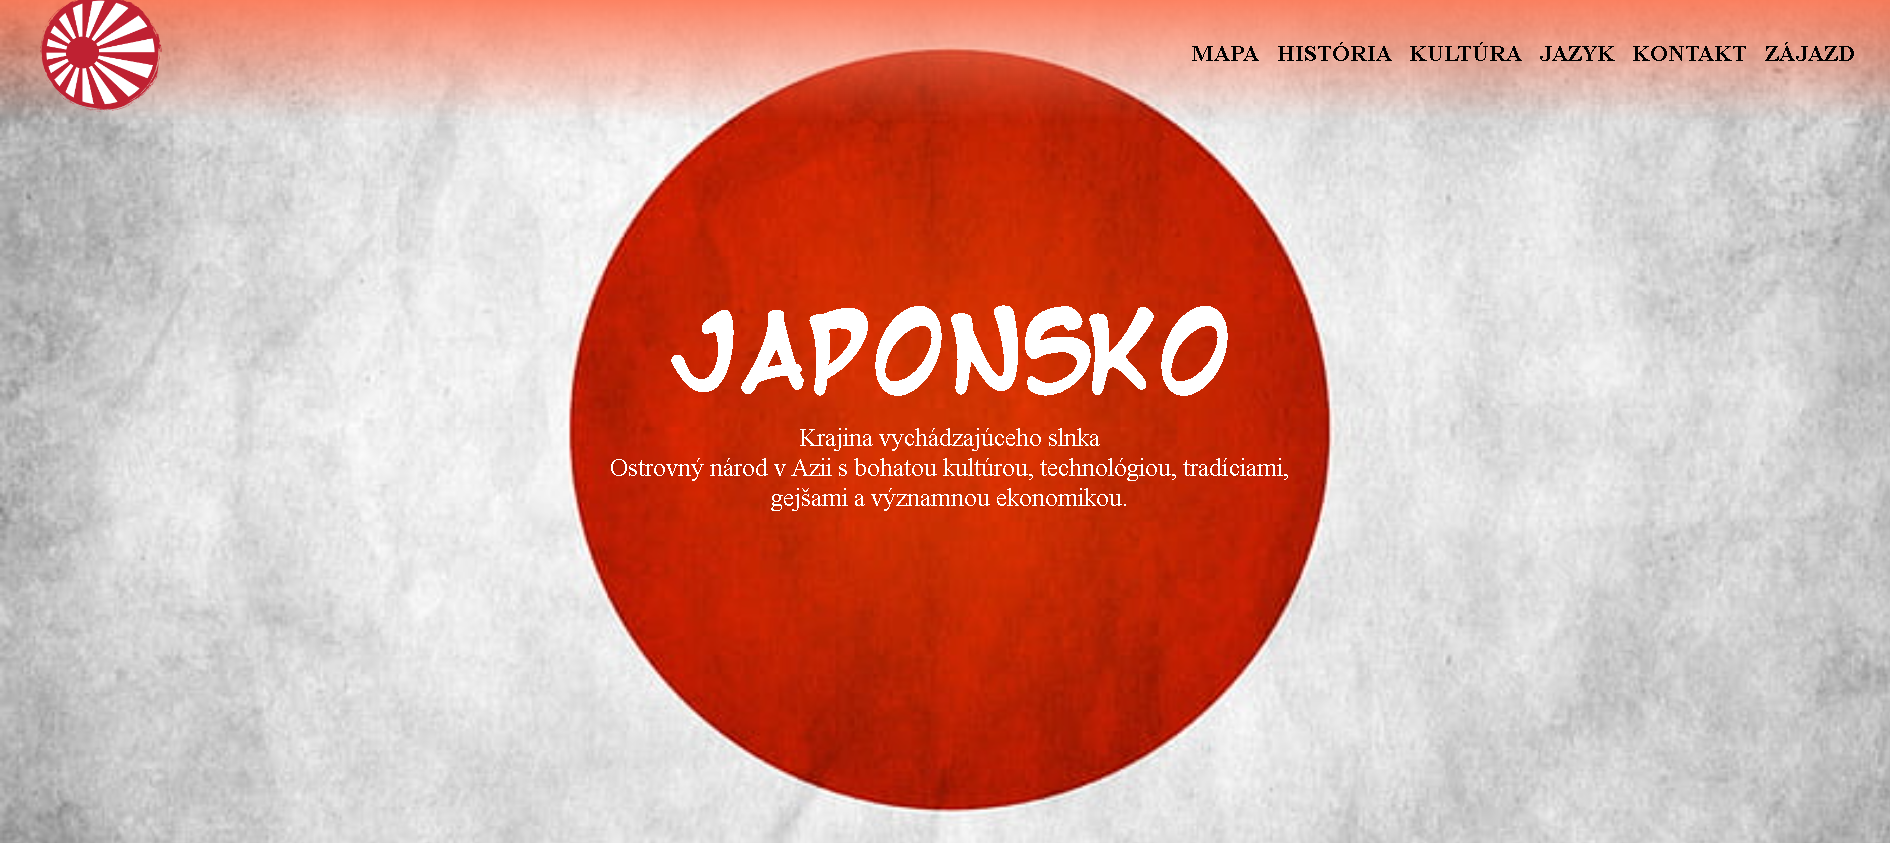 MAPA HISTÓRIA KULTÚRA JAZYK KONTAKT ZÁJAZD
JAPONSKO
Krajina vychádzajúceho slnka
Ostrovný národ v Azii s bohatou kultúrou, technológiou, tradíciami,
gejšami a významnou ekonomikou.